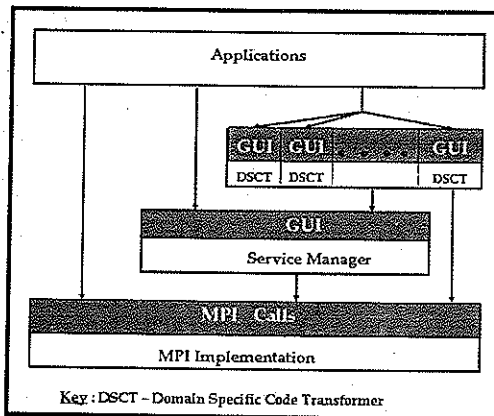 Applications
GUI GUI . . . . . GUI
DSCT DSCT DSCT
GUI
Service Manager
MPI Calls
MPI Implementation
Key : DSCT – Domain Specific Code Transformer